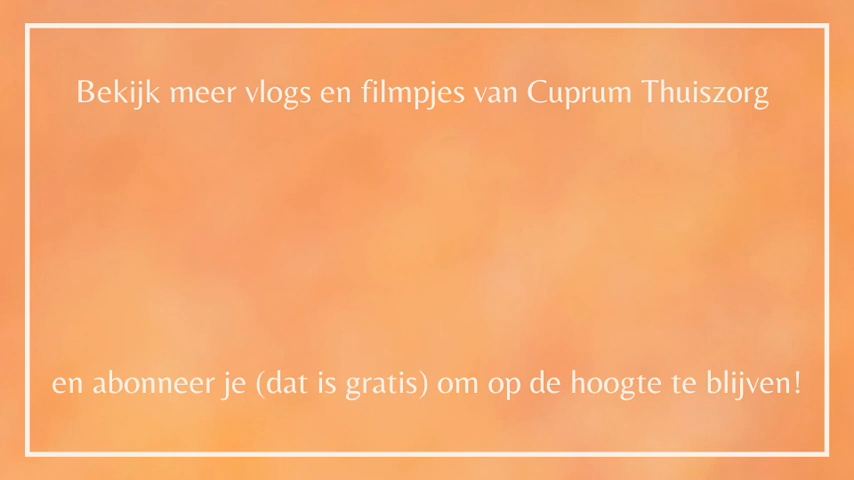 Bekijk meer vlogs en filmpjes van Cuprum Thuiszorg
en abonneer je (dat is gratis) om op de hoogte te blijven!